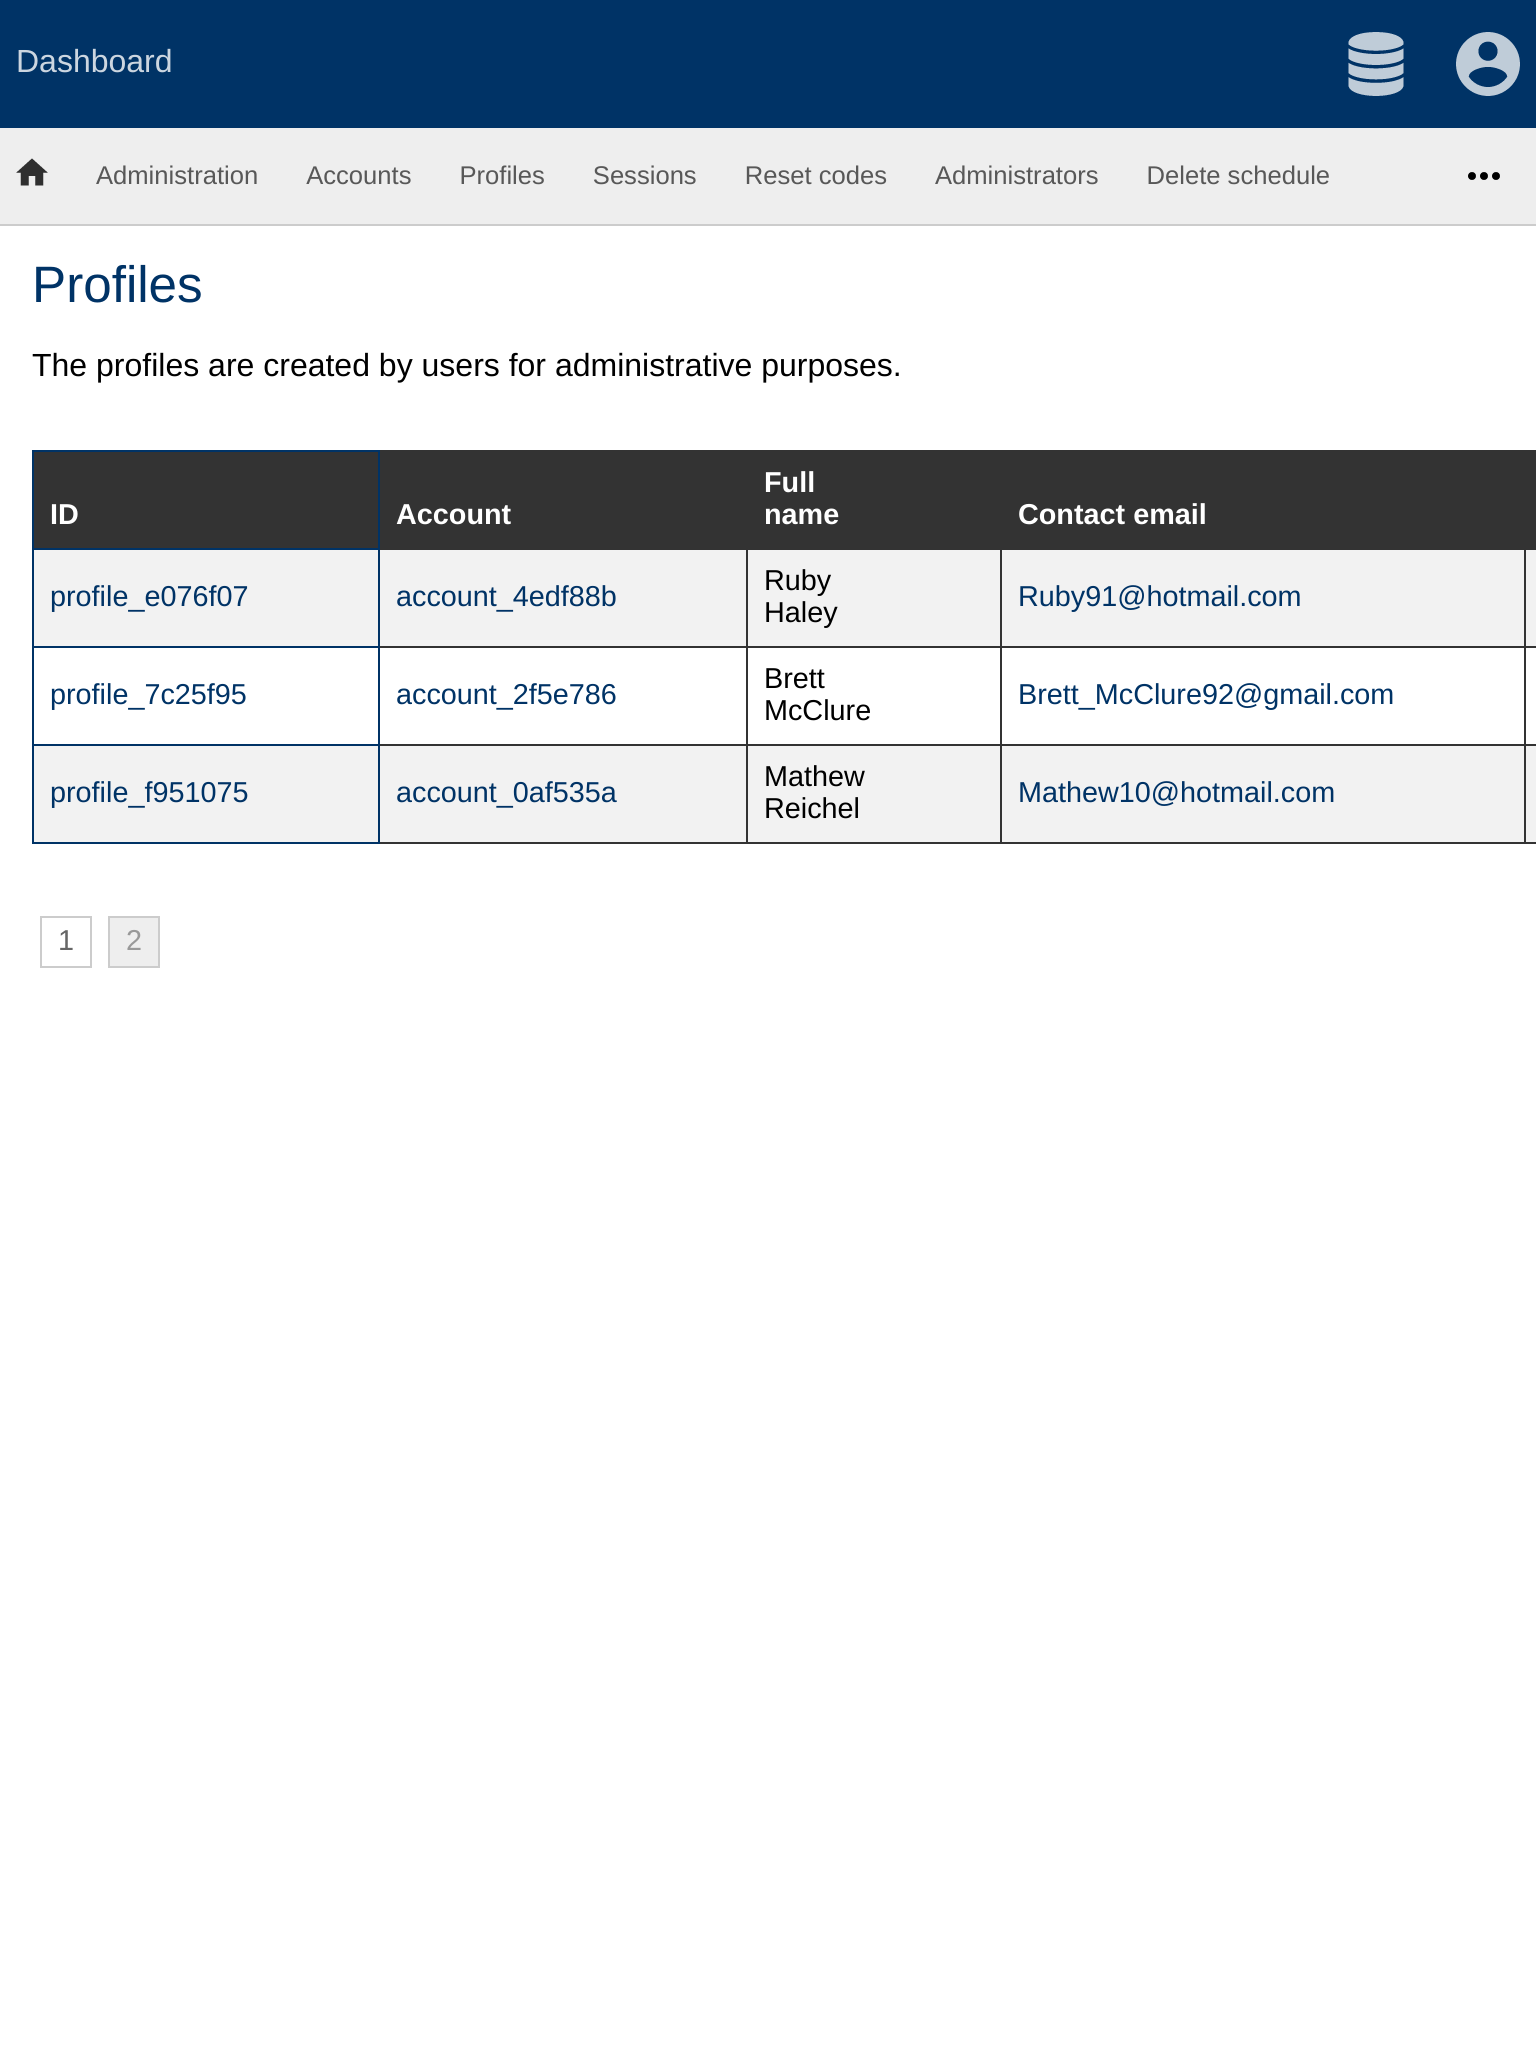 Dashboard
Administration Accounts Profiles Sessions Reset codes Administrators Delete schedule
Profiles
The profiles are created by users for administrative purposes.
ID Account Full name Contact email
profile_e076f07 account_4edf88b Ruby Haley Ruby91@hotmail.com
profile_7c25f95 account_2f5e786 Brett McClure Brett_McClure92@gmail.com
profile_f951075 account_0af535a Mathew Reichel Mathew10@hotmail.com
1 2